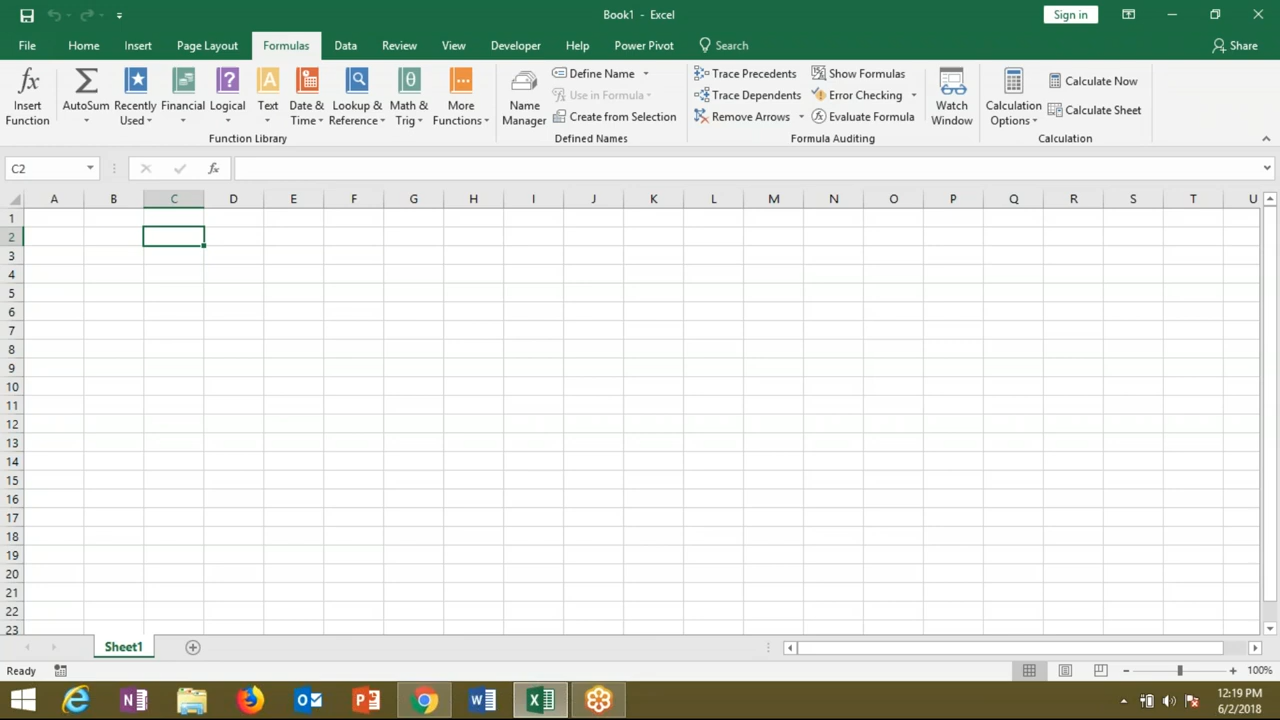 Book1 - Excel
Sign in
File Home Insert Page Layout Formulas Data Review View Developer Help Power Pivot Search Share
Insert Function
AutoSum
Recently Used
Financial
Logical
Text
Date & Time
Lookup & Reference
Math & Trig
More Functions
Function Library
Name Manager
Define Name
Use in Formula
Create from Selection
Defined Names
Trace Precedents
Trace Dependents
Remove Arrows
Show Formulas
Error Checking
Evaluate Formula
Formula Auditing
Watch Window
Calculation Options
Calculate Now
Calculate Sheet
Calculation
C2
fx
A B C D E F G H I J K L M N O P Q R S T U
1
2
3
4
5
6
7
8
9
10
11
12
13
14
15
16
17
18
19
20
21
22
23
Sheet1
Ready
100%
12:19 PM
6/2/2018